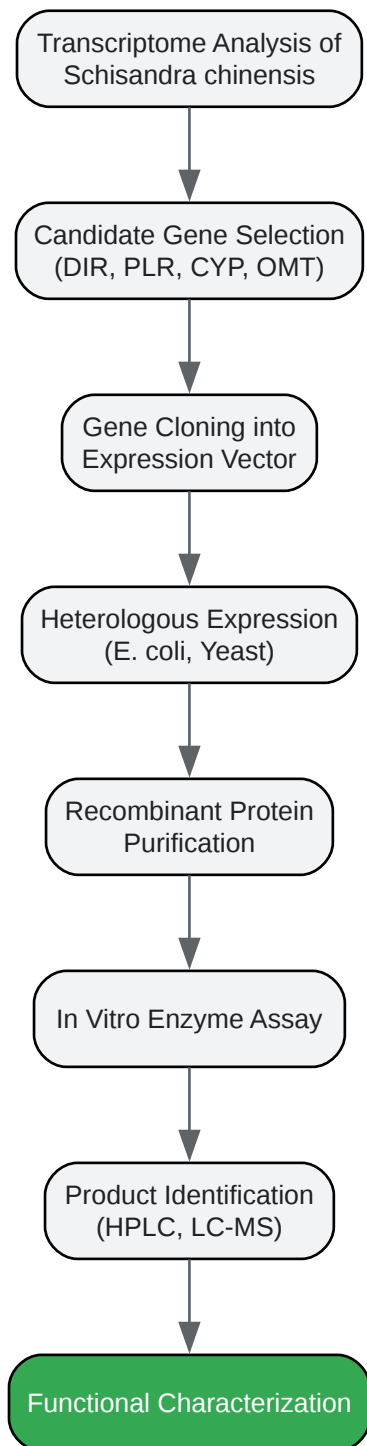 Transcriptome Analysis of
Schisandra chinensis
Candidate Gene Selection
(DIR, PLR, CYP, OMT)
Gene Cloning into
Expression Vector
Heterologous Expression
(E. coli, Yeast)
Recombinant Protein
Purification
In Vitro Enzyme Assay
Product Identification
(HPLC, LC-MS)
Functional Characterization